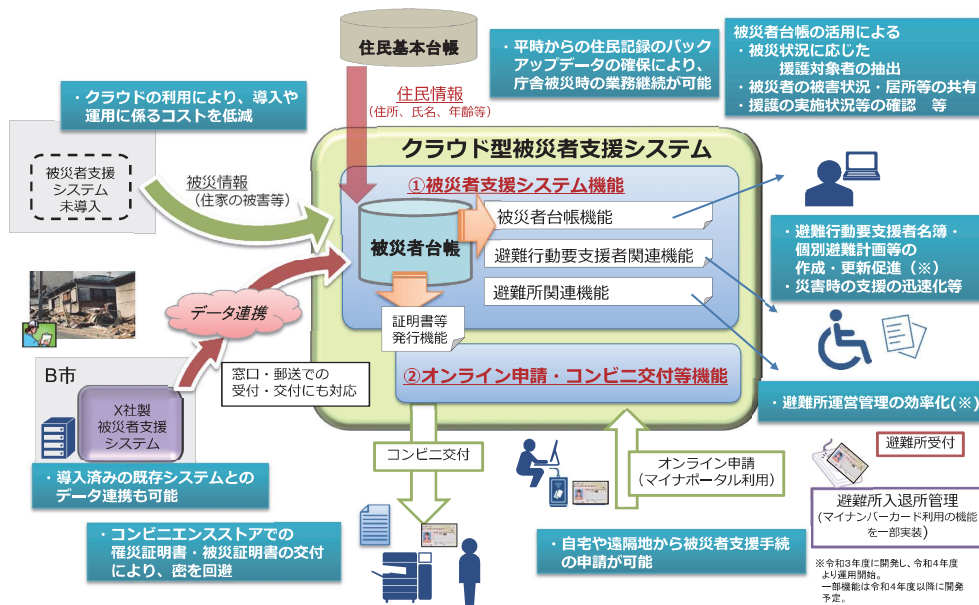 住民基本台帳
・平時からの住民記録のバック
アップデータの確保により、
庁舎被災時の業務継続が可能
被災者台帳の活用による
・被災状況に応じた
援護対象者の抽出
・被災者の被害状況・居所等の共有
・援護の実施状況等の確認　等
・クラウドの利用により、導入や
運用に係るコストを低減
住民情報
（住所、氏名、年齢等）
被災者支援
システム
未導入
被災情報
（住家の被害等）
クラウド型被災者支援システム
①被災者支援システム機能
被災者台帳
被災者台帳機能
避難行動要支援者関連機能
避難所関連機能
証明書等
発行機能
・避難行動要支援者名簿・
個別避難計画等の
作成・更新促進（※）
・災害時の支援の迅速化等
データ連携
B市
X社製
被災者支援
システム
窓口・郵送での
受付・交付にも対応
②オンライン申請・コンビニ交付等機能
・避難所運営管理の効率化(※)
・導入済みの既存システムとの
データ連携も可能
コンビニ交付
オンライン申請
（マイナポータル利用）
避難所受付
避難所入退所管理
(マイナンバーカード利用の機能
を一部実装)
・コンビニエンスストアでの
罹災証明書・被災証明書の交付
により、密を回避
・自宅や遠隔地から被災者支援手続
の申請が可能
※令和３年度に開発し、令和４年度
より運用開始。
一部機能は令和４年度以降に開発
予定。